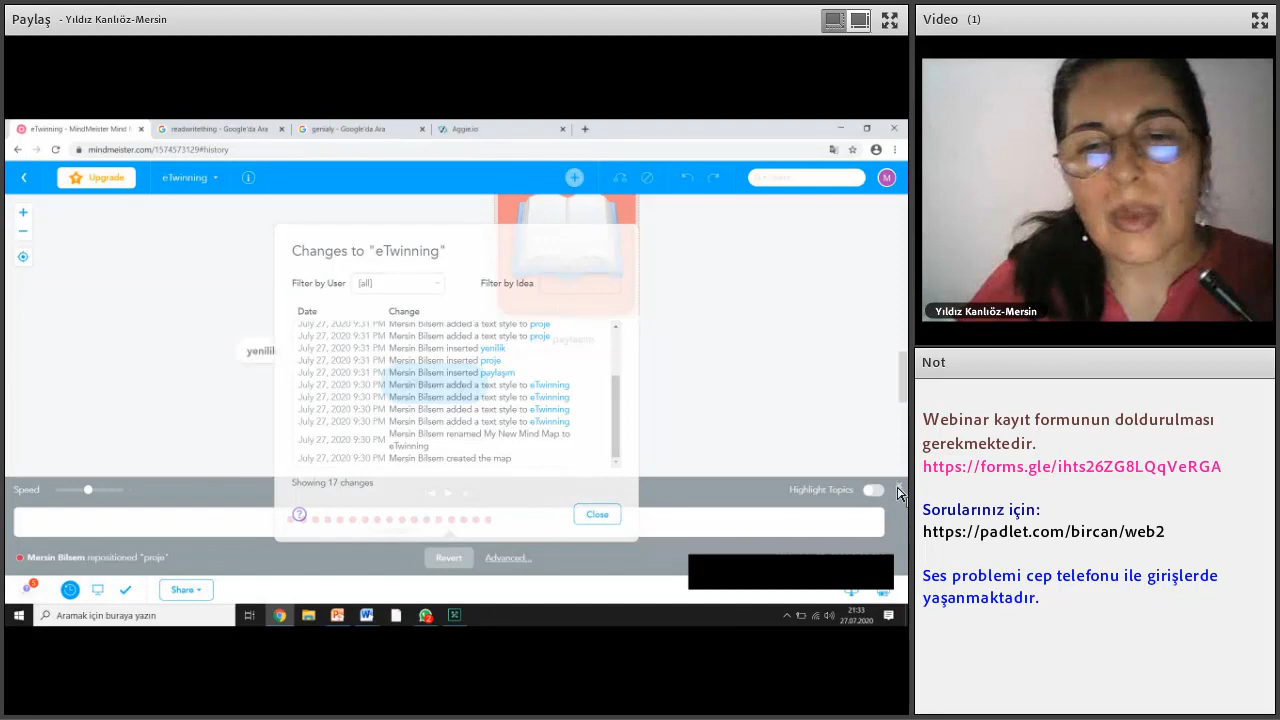 Paylaş - Yıldız Kanlıöz-Mersin
Video (1)
eTwinning - MindMeister Mind M
readwritething - Google'da Ara
genialy - Google'da Ara
Aggie.io
mindmeister.com/1574573129#history
Upgrade
eTwinning
M
Changes to "eTwinning"
Filter by User [all] Filter by Idea
Date Change
July 27, 2020 9:31 PM Mersin Bilsem added a text style to proje
July 27, 2020 9:31 PM Mersin Bilsem added a text style to proje
July 27, 2020 9:31 PM Mersin Bilsem inserted yenilik
July 27, 2020 9:31 PM Mersin Bilsem inserted proje
July 27, 2020 9:31 PM Mersin Bilsem inserted paylaşım
July 27, 2020 9:30 PM Mersin Bilsem added a text style to eTwinning
July 27, 2020 9:30 PM Mersin Bilsem added a text style to eTwinning
July 27, 2020 9:30 PM Mersin Bilsem added a text style to eTwinning
July 27, 2020 9:30 PM Mersin Bilsem added a text style to eTwinning
July 27, 2020 9:30 PM Mersin Bilsem renamed My New Mind Map to
eTwinning
July 27, 2020 9:30 PM Mersin Bilsem created the map
Showing 17 changes
Close
yenilik
paylaşım
Speed
Highlight Topics
Mersin Bilsem repositioned "proje"
Revert
Advanced...
5
Share
Aramak için buraya yazın
21:33
27.07.2020
Yıldız Kanlıöz-Mersin
Not
Webinar kayıt formunun doldurulması
gerekmektedir.
https://forms.gle/ihts26ZG8LQqVeRGA
Sorularınız için:
https://padlet.com/bircan/web2
Ses problemi cep telefonu ile girişlerde
yaşanmaktadır.